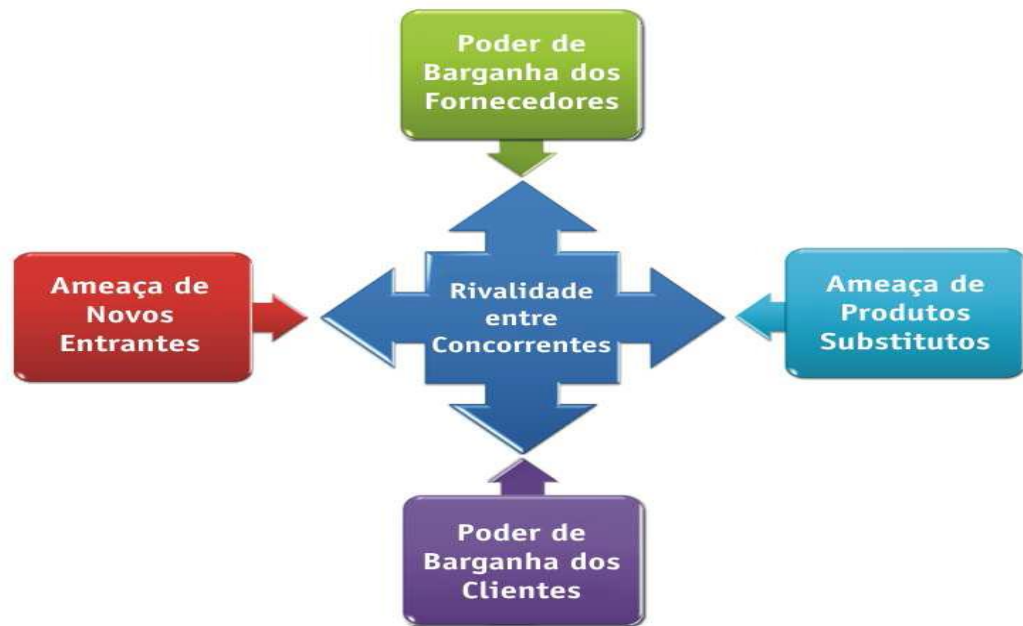 Poder de
Barganha dos
Fornecedores
Ameaça de
Novos
Entrantes
Rivalidade
entre
Concorrentes
Ameaça de
Produtos
Substitutos
Poder de
Barganha dos
Clientes